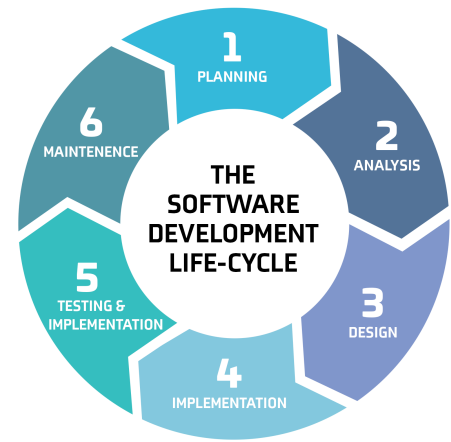 THE
SOFTWARE
DEVELOPMENT
LIFE-CYCLE
1
PLANNING
2
ANALYSIS
3
DESIGN
4
IMPLEMENTATION
5
TESTING &
IMPLEMENTATION
6
MAINTENENCE